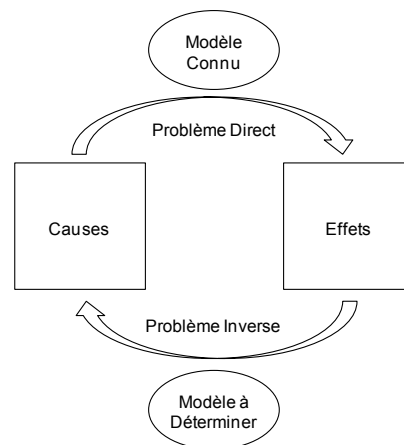 Modèle
Connu
Problème Direct
Causes
Effets
Problème Inverse
Modèle à
Déterminer